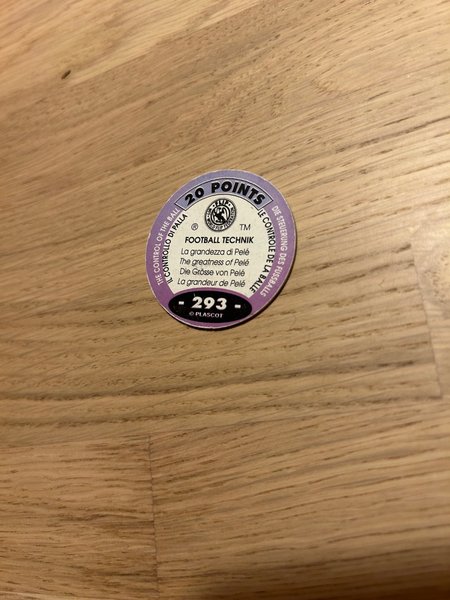 20 POINTS
THE CONTROL OF THE BALL
IL CONTROLLO DI PALLA
FLIP
® ™
FOOTBALL TECHNIK
La grandezza di Pelé
The greatness of Pelé
Die Grösse von Pelé
La grandeur de Pelé
LE CONTROLE DE LA BALLE
DIE STEUERUNG DES FUSSBALLS
- 293 -
© PLASCOT